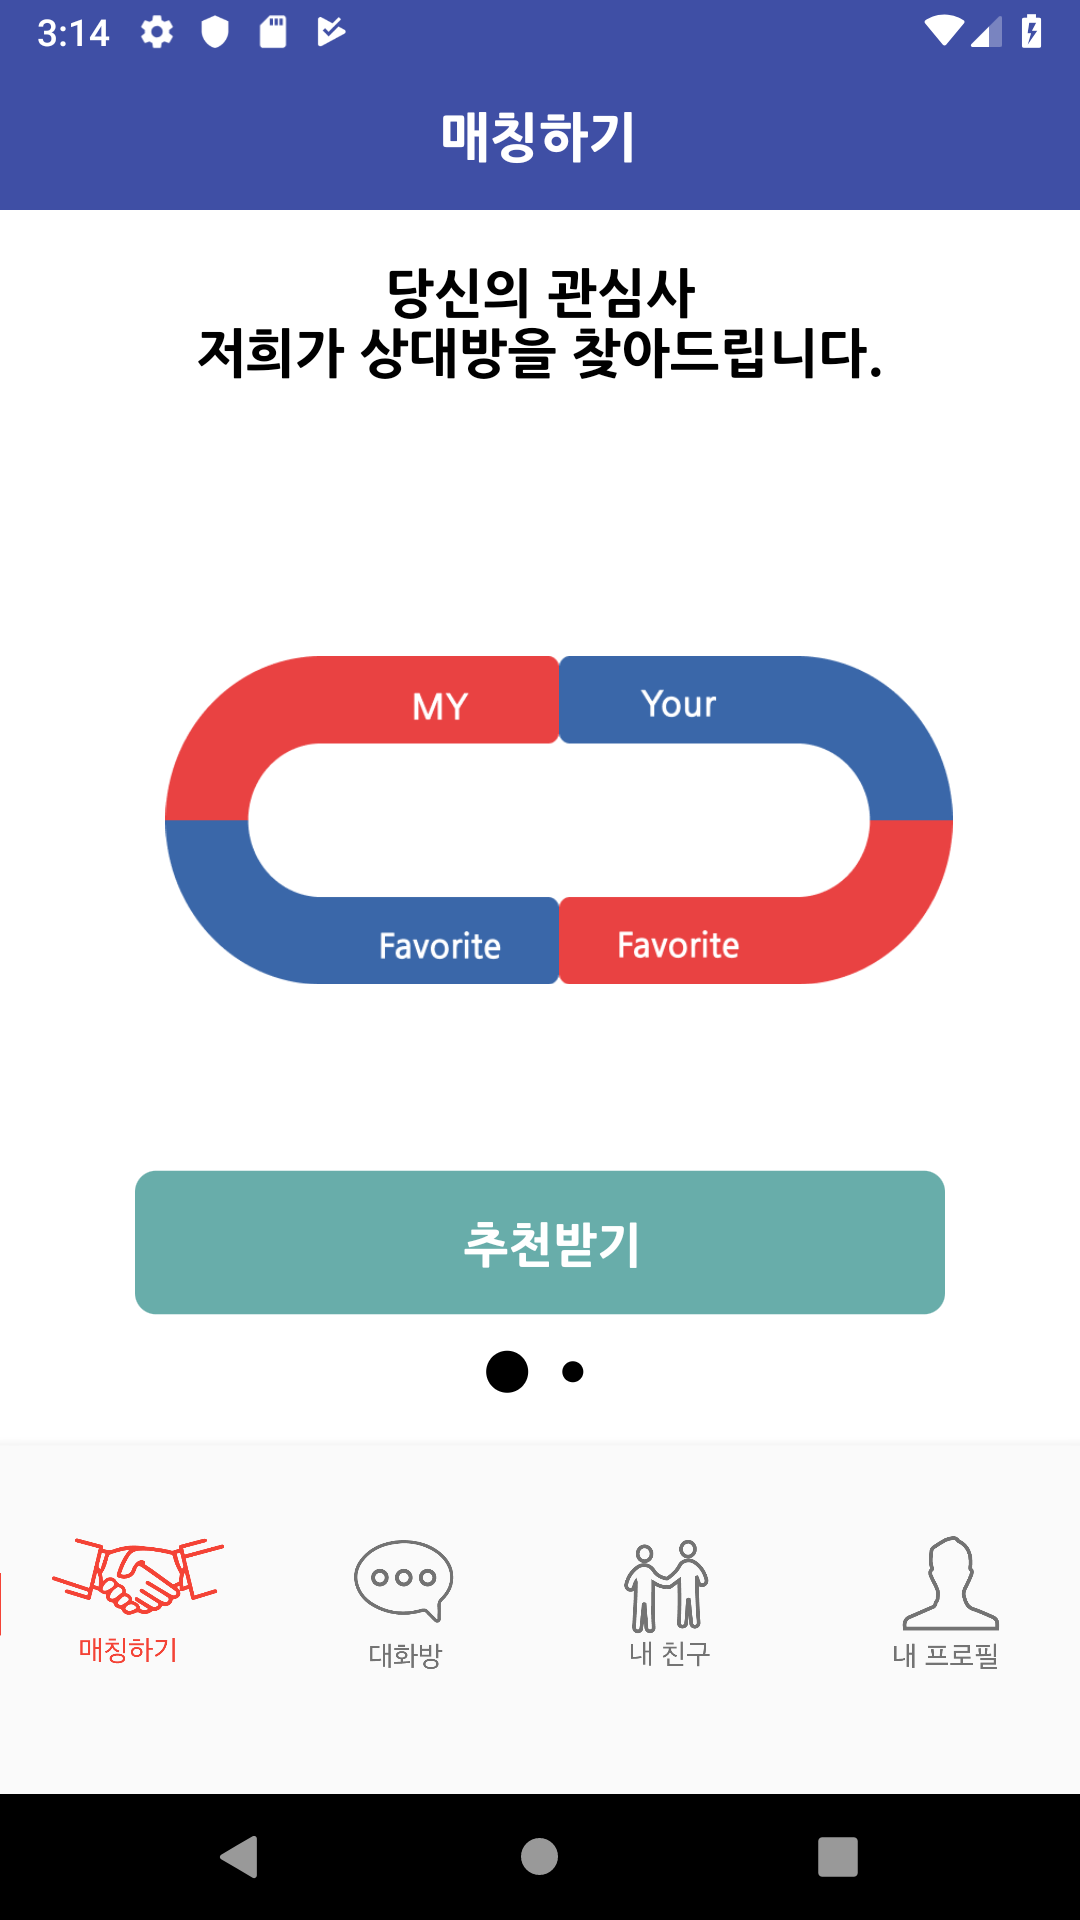 3:14
매칭하기
당신의 관심사
저희가 상대방을 찾아드립니다.
MY
Your
Favorite
Favorite
추천받기
매칭하기
대화방
내 친구
내 프로필